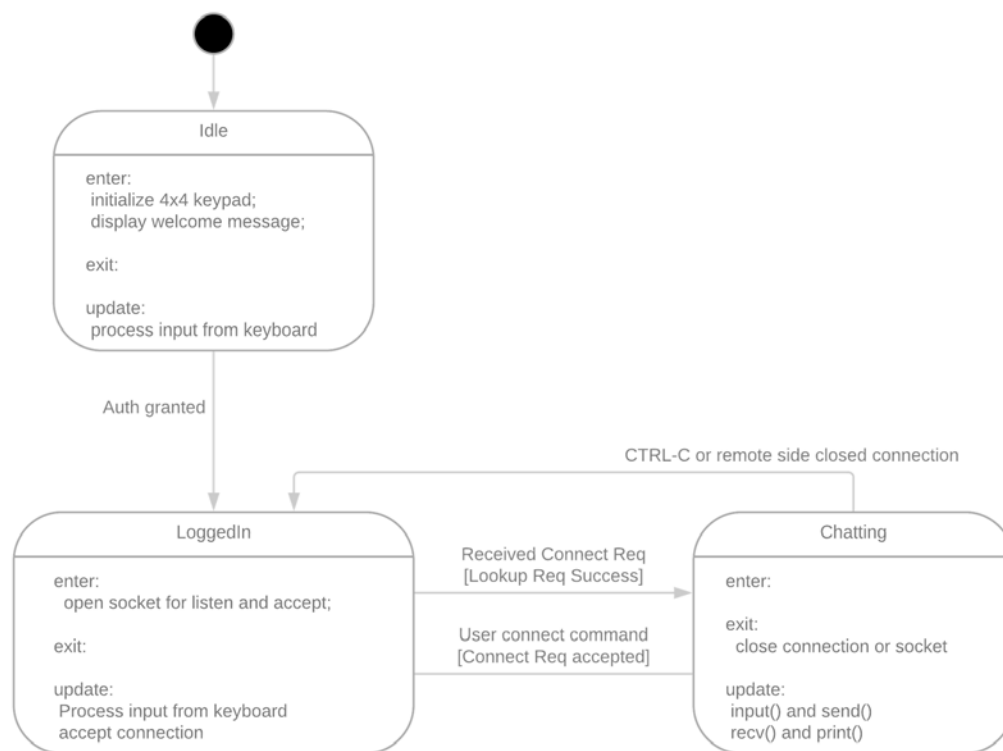 Idle
enter:
initialize 4x4 keypad;
display welcome message;
exit:
update:
process input from keyboard
Auth granted
CTRL-C or remote side closed connection
LoggedIn
enter:
open socket for listen and accept;
exit:
update:
Process input from keyboard
accept connection
Received Connect Req
[Lookup Req Success]
User connect command
[Connect Req accepted]
Chatting
enter:
exit:
close connection or socket
update:
input() and send()
recv() and print()